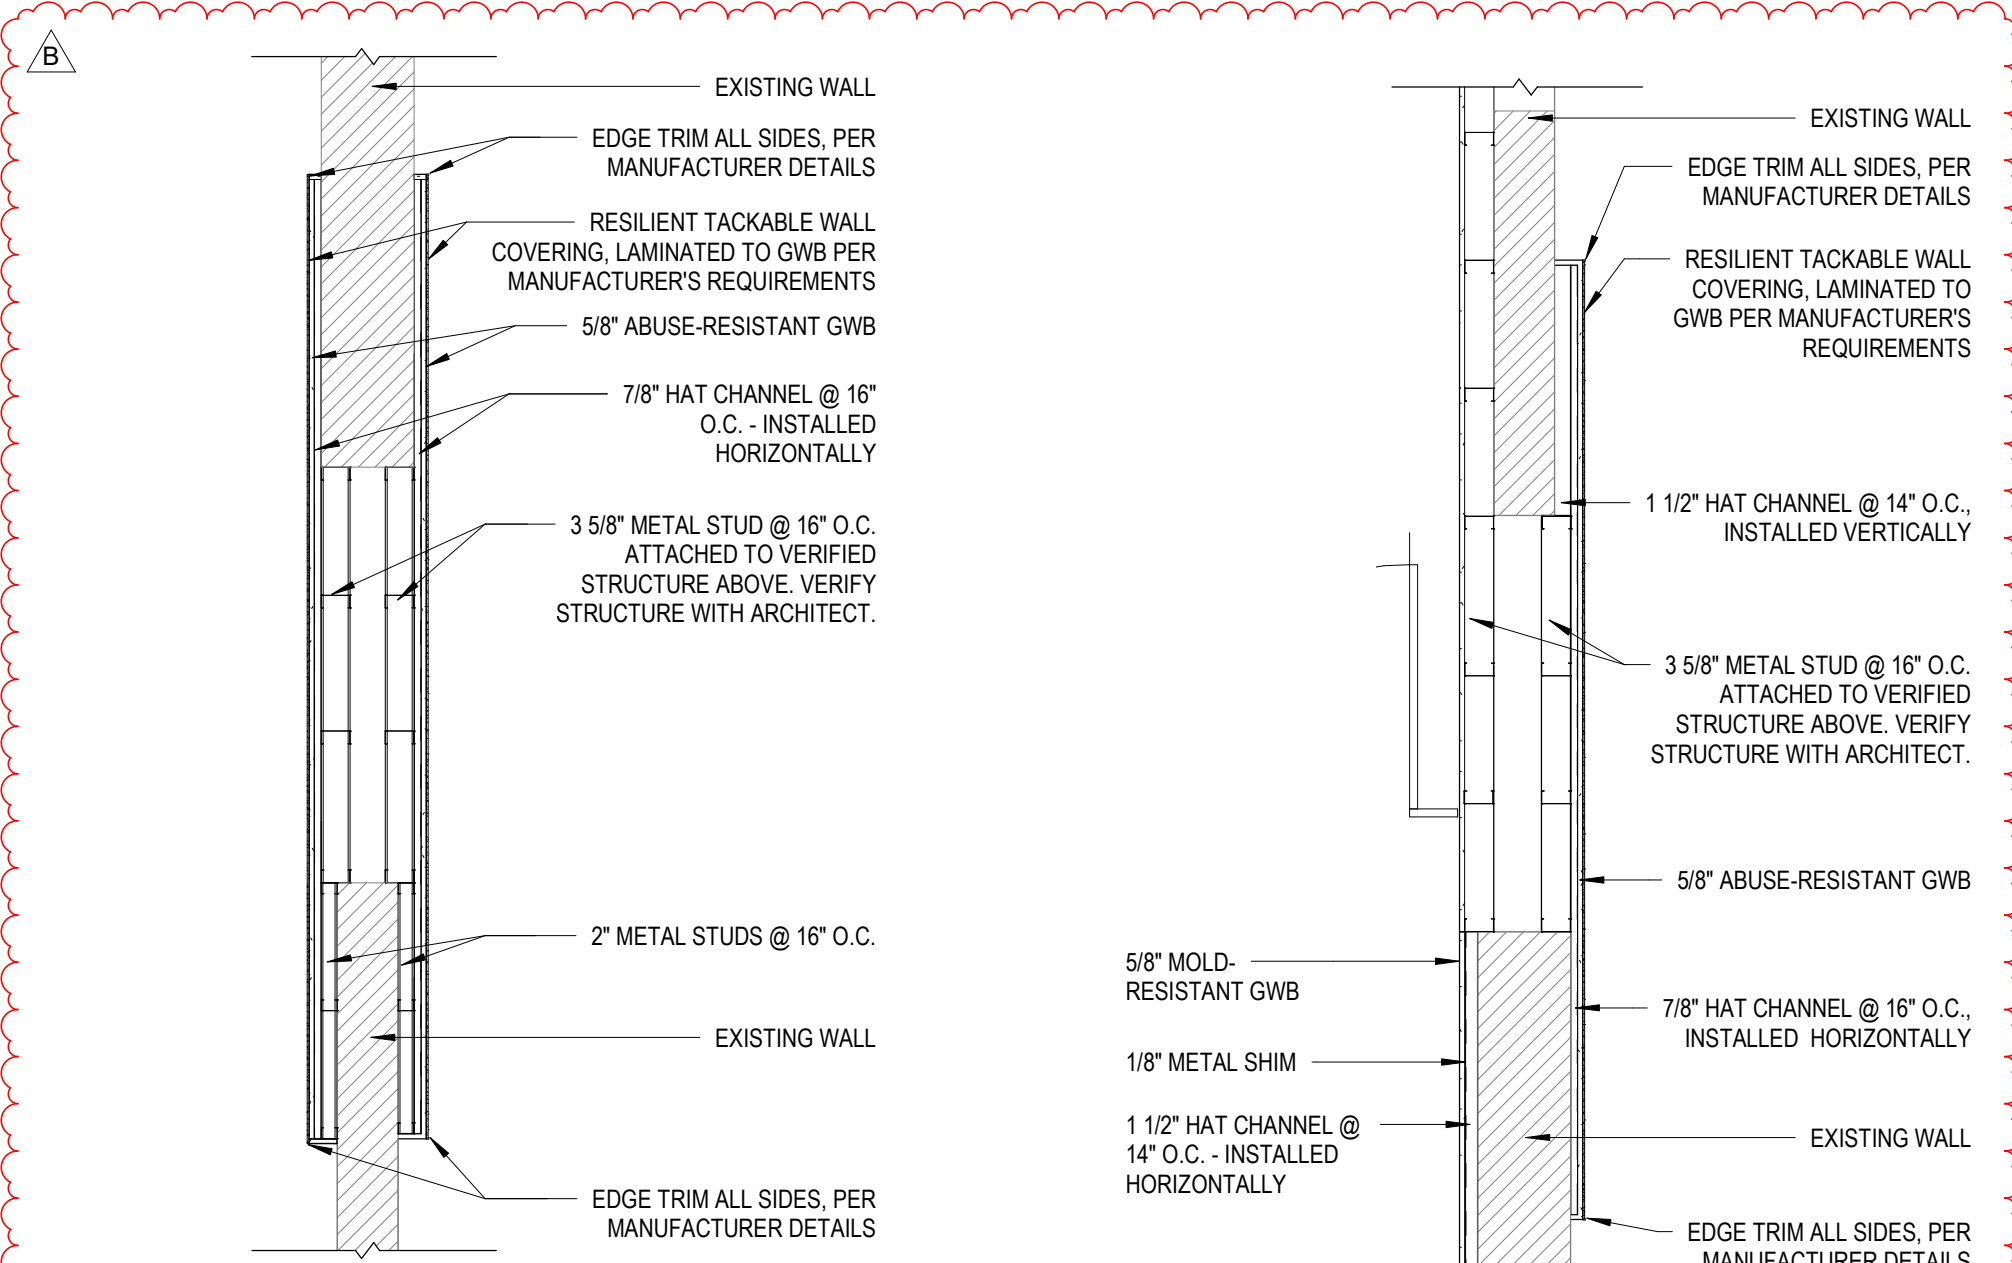 B
EXISTING WALL
EDGE TRIM ALL SIDES, PER
MANUFACTURER DETAILS
RESILIENT TACKABLE WALL
COVERING, LAMINATED TO GWB PER
MANUFACTURER'S REQUIREMENTS
5/8" ABUSE-RESISTANT GWB
7/8" HAT CHANNEL @ 16"
O.C. - INSTALLED
HORIZONTALLY
3 5/8" METAL STUD @ 16" O.C.
ATTACHED TO VERIFIED
STRUCTURE ABOVE. VERIFY
STRUCTURE WITH ARCHITECT.
2" METAL STUDS @ 16" O.C.
EXISTING WALL
EDGE TRIM ALL SIDES, PER
MANUFACTURER DETAILS
5/8" MOLD-
RESISTANT GWB
1/8" METAL SHIM
1 1/2" HAT CHANNEL @
14" O.C. - INSTALLED
HORIZONTALLY
EXISTING WALL
EDGE TRIM ALL SIDES, PER
MANUFACTURER DETAILS
RESILIENT TACKABLE WALL
COVERING, LAMINATED TO
GWB PER MANUFACTURER'S
REQUIREMENTS
1 1/2" HAT CHANNEL @ 14" O.C.,
INSTALLED VERTICALLY
3 5/8" METAL STUD @ 16" O.C.
ATTACHED TO VERIFIED
STRUCTURE ABOVE. VERIFY
STRUCTURE WITH ARCHITECT.
5/8" ABUSE-RESISTANT GWB
7/8" HAT CHANNEL @ 16" O.C.,
INSTALLED HORIZONTALLY
EXISTING WALL
EDGE TRIM ALL SIDES, PER
MANUFACTURER DETAILS